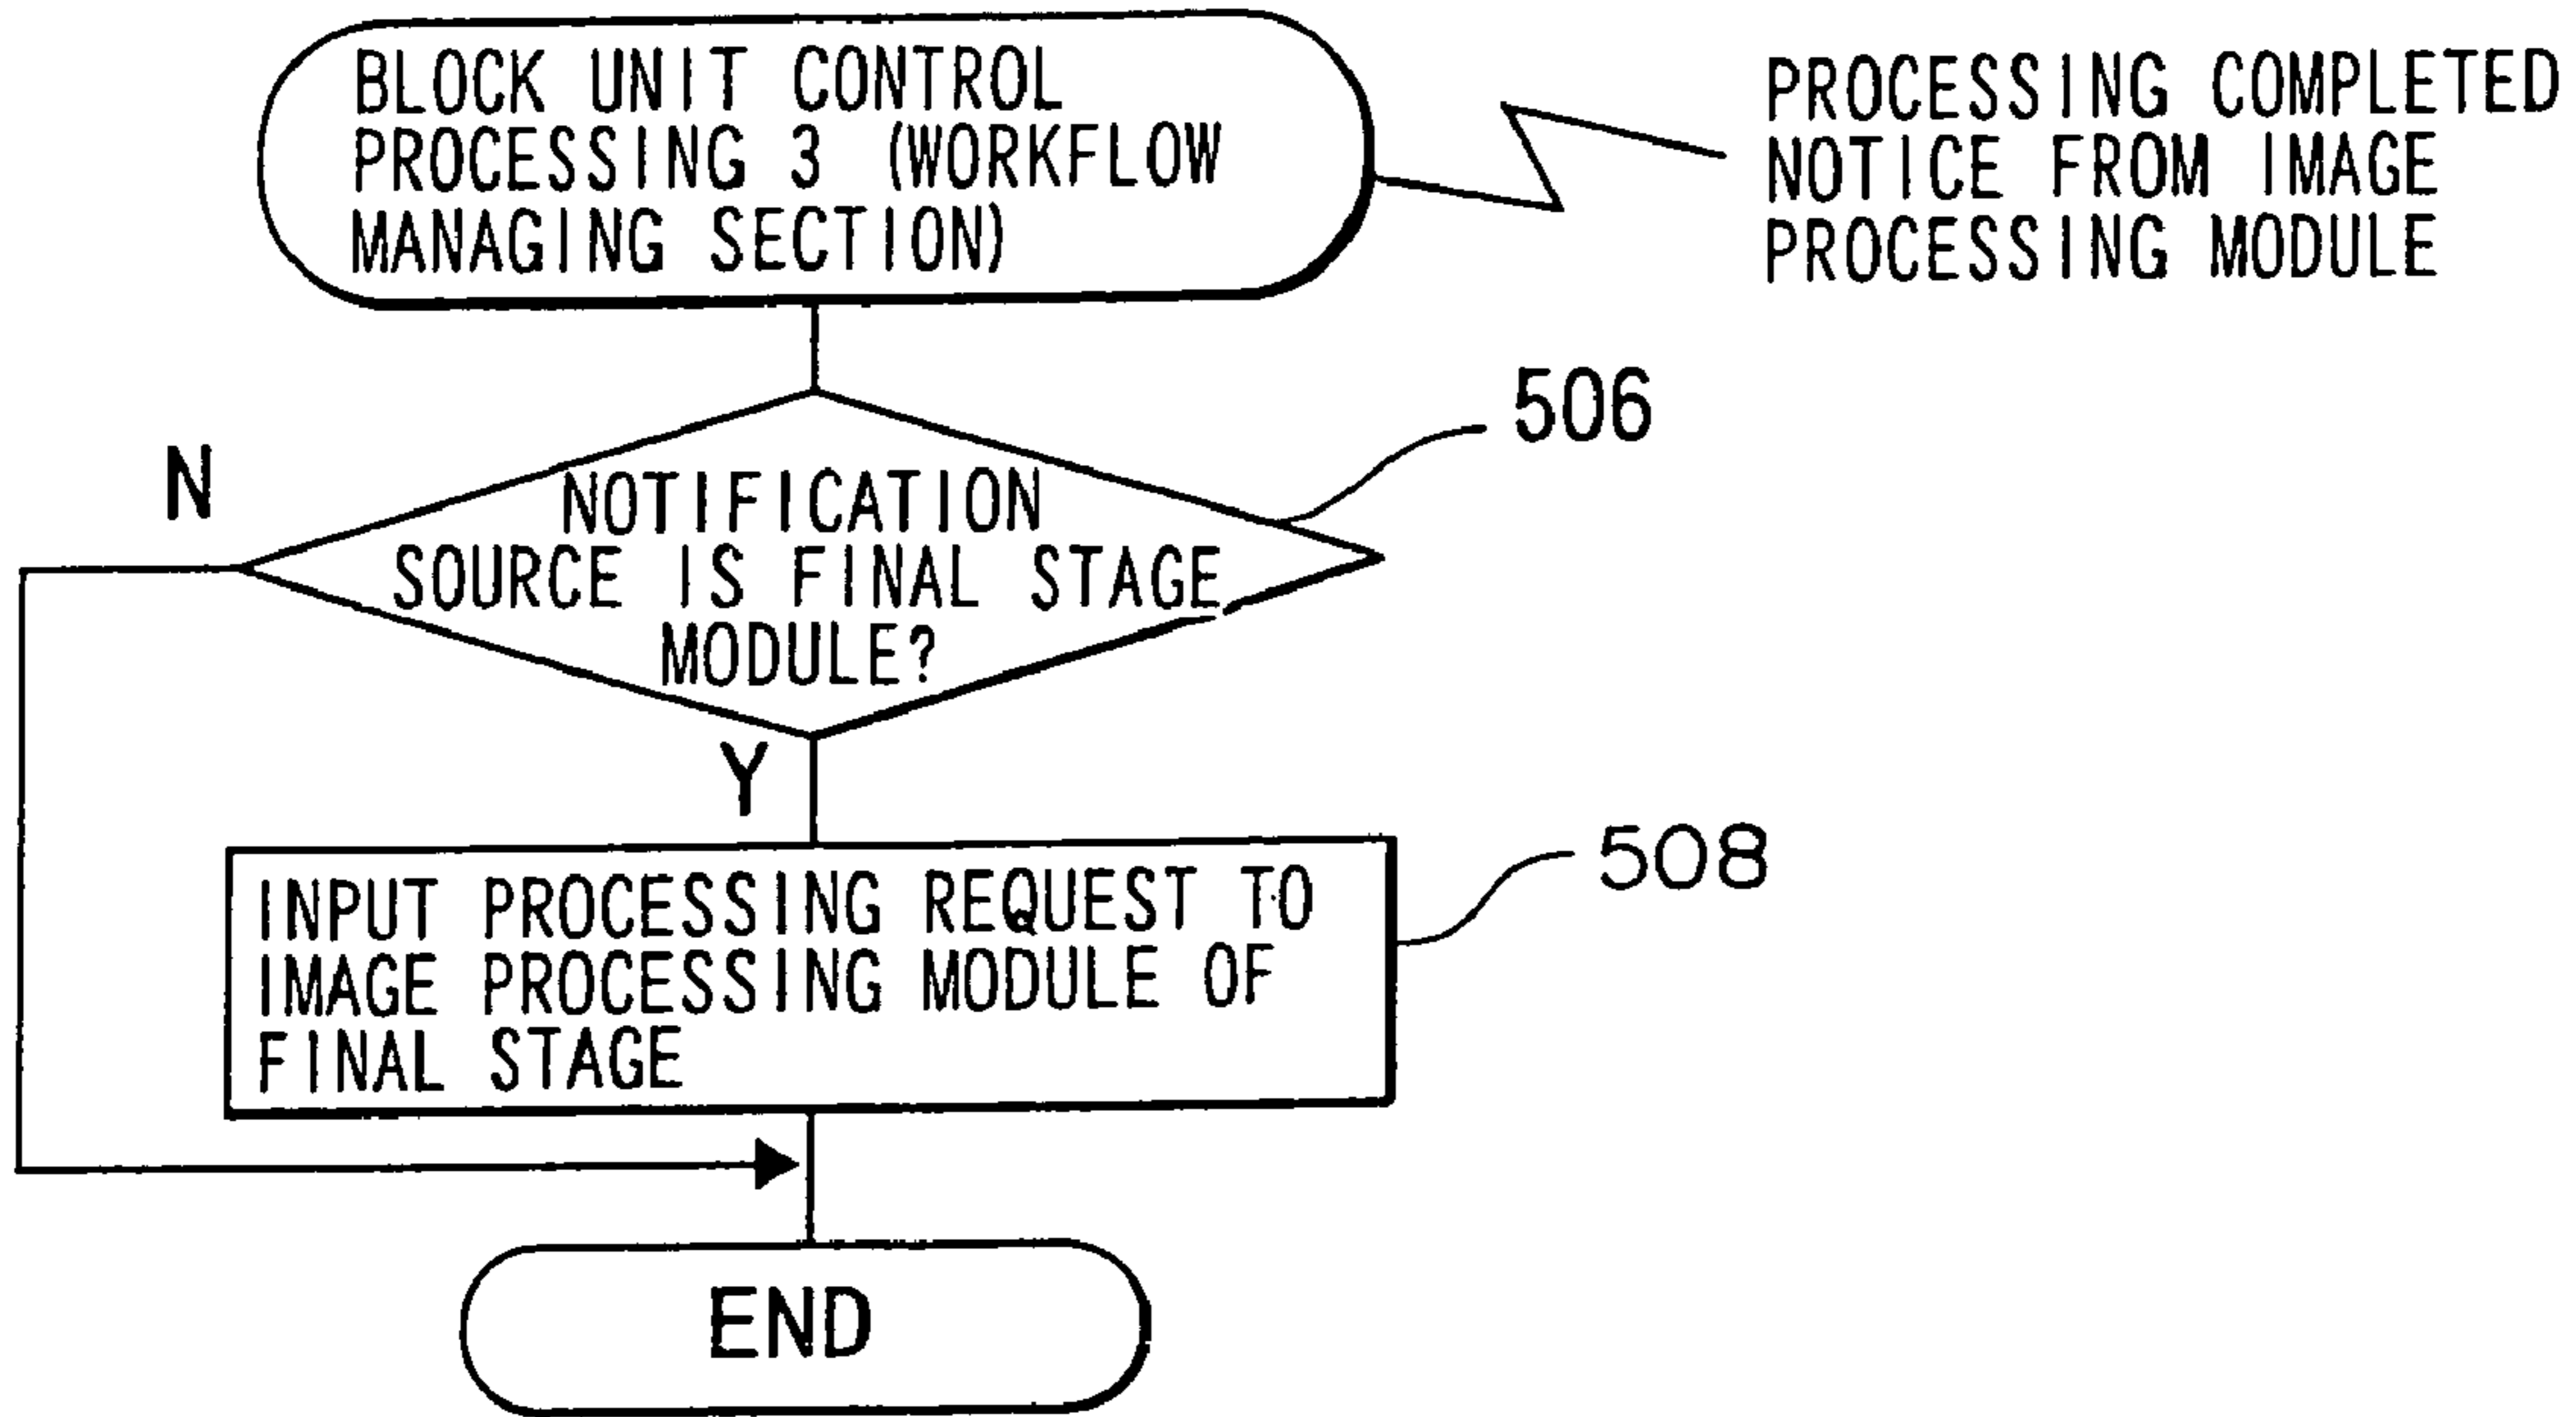 BLOCK UNIT CONTROL
PROCESSING 3 (WORKFLOW
MANAGING SECTION)
PROCESSING COMPLETED
NOTICE FROM IMAGE
PROCESSING MODULE
506
N
NOTIFICATION
SOURCE IS FINAL STAGE
MODULE?
Y
508
INPUT PROCESSING REQUEST TO
IMAGE PROCESSING MODULE OF
FINAL STAGE
END